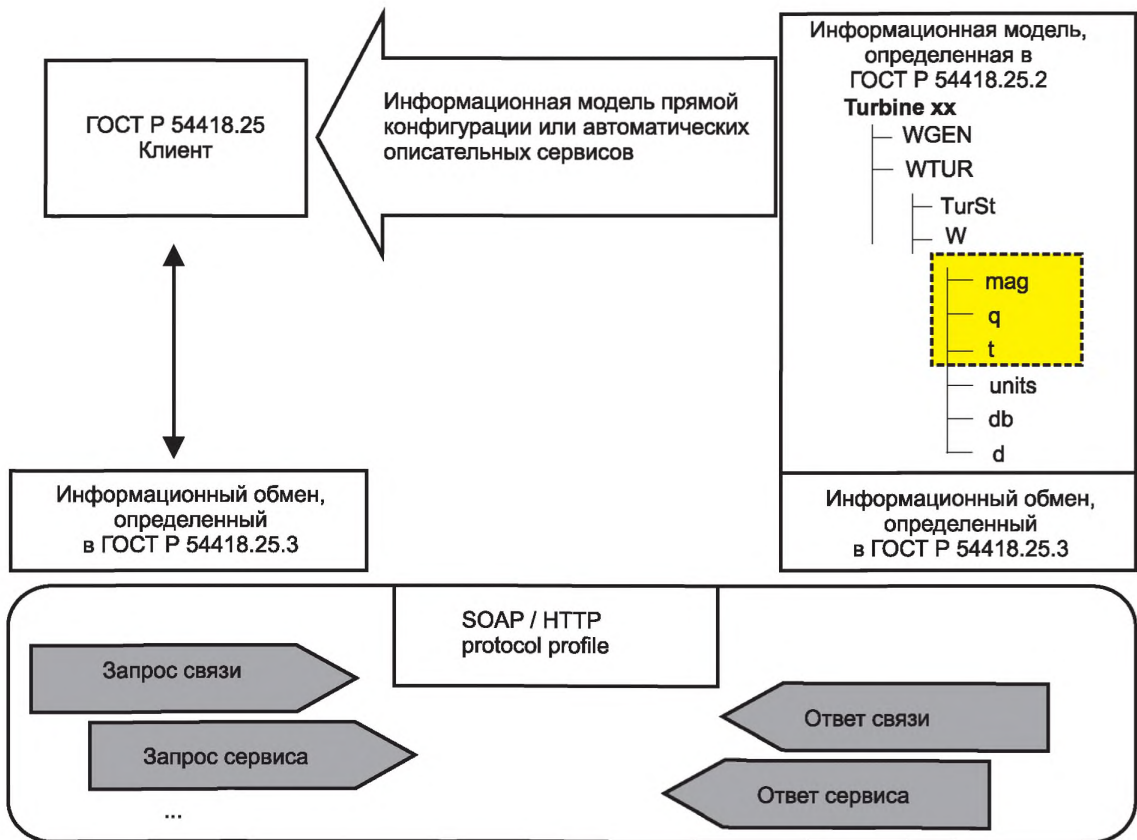 ГОСТ Р 54418.25
Клиент
Информационная модель прямой
конфигурации или автоматических
описательных сервисов
Информационная модель,
определенная в
ГОСТ Р 54418.25.2
Turbine xx
WGEN
WTUR
TurSt
W
mag
q
t
units
db
d
Информационный обмен,
определенный
в ГОСТ Р 54418.25.3
Информационный обмен,
определенный
в ГОСТ Р 54418.25.3
SOAP / HTTP
protocol profile
Запрос связи
Запрос сервиса
...
Ответ связи
Ответ сервиса